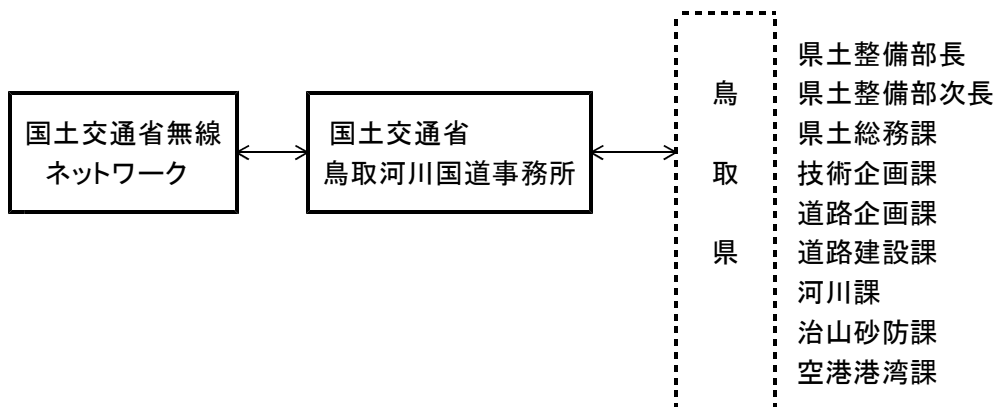 国土交通省無線
ネットワーク
国土交通省
鳥取河川国道事務所
鳥取県
県土整備部長
県土整備部次長
県土総務課
技術企画課
道路企画課
道路建設課
河川課
治山砂防課
空港港湾課